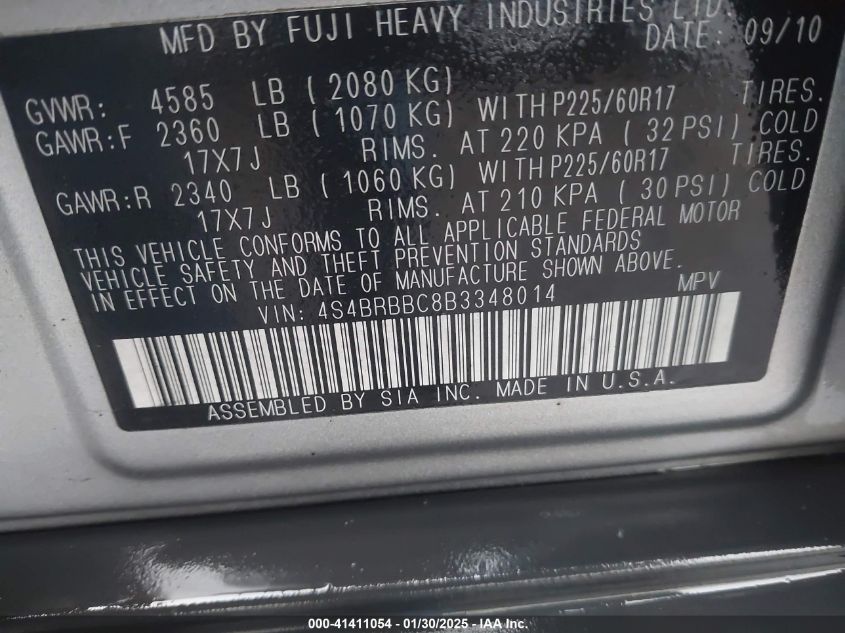 MFD BY FUJI HEAVY INDUSTRIES LTD.
DATE: 09/10
GVWR: 4585 LB ( 2080 KG)
GAWR:F 2360 LB ( 1070 KG) WITH P225/60R17 TIRES.
17X7J RIMS. AT 220 KPA ( 32 PSI) COLD
GAWR:R 2340 LB ( 1060 KG) WITH P225/60R17 TIRES.
17X7J RIMS. AT 210 KPA ( 30 PSI) COLD
THIS VEHICLE CONFORMS TO ALL APPLICABLE FEDERAL MOTOR
VEHICLE SAFETY AND THEFT PREVENTION STANDARDS
IN EFFECT ON THE DATE OF MANUFACTURE SHOWN ABOVE.
VIN: 4S4BRBBC8B3348014 MPV
ASSEMBLED BY SIA INC. MADE IN U.S.A.
000-41411054 - 01/30/2025 - © IAA Inc.